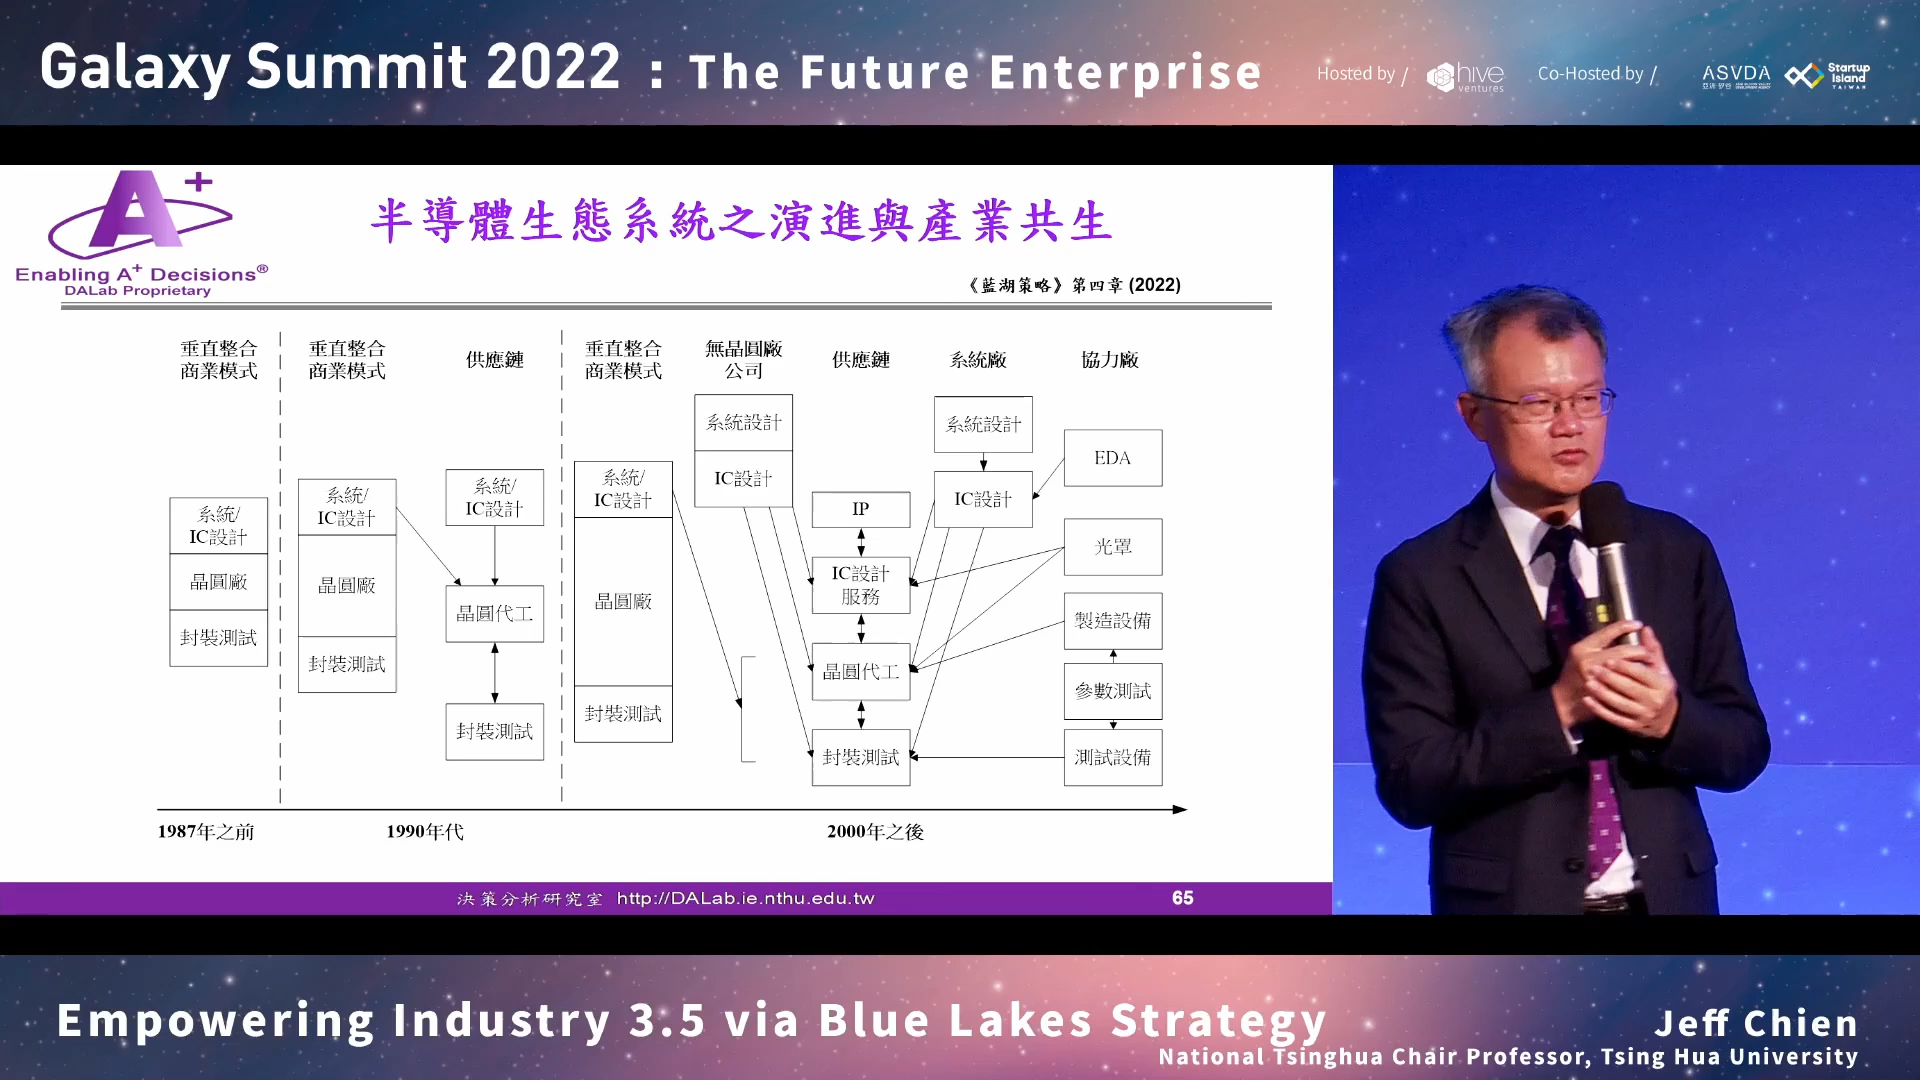 Galaxy Summit 2022 : The Future Enterprise
Hosted by /
hive
ventures
Co-Hosted by /
ASVDA
Startup
Island
TAIWAN
A+
Enabling A+ Decisions®
DALab Proprietary
半導體生態系統之演進與產業共生
《藍湖策略》第四章 (2022)
垂直整合
商業模式
垂直整合
商業模式
供應鏈
垂直整合
商業模式
無晶圓廠
公司
供應鏈
系統廠
協力廠
系統/
IC設計
晶圓廠
封裝測試
系統/
IC設計
晶圓廠
封裝測試
系統/
IC設計
晶圓代工
封裝測試
系統/
IC設計
晶圓廠
封裝測試
系統設計
IC設計
IP
IC設計
服務
晶圓代工
封裝測試
系統設計
IC設計
EDA
光罩
製造設備
參數測試
測試設備
1987年之前
1990年代
2000年之後
決策分析研究室 http://DALab.ie.nthu.edu.tw
65
Empowering Industry 3.5 via Blue Lakes Strategy
Jeff Chien
National Tsinghua Chair Professor, Tsing Hua University